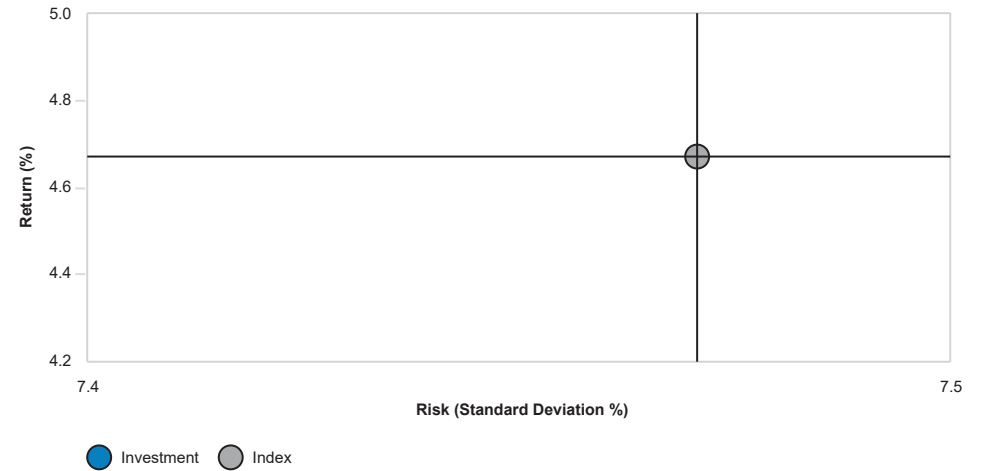 5.0
4.8
4.6
4.4
4.2
Return (%)
7.4
7.5
Risk (Standard Deviation %)
Investment
Index